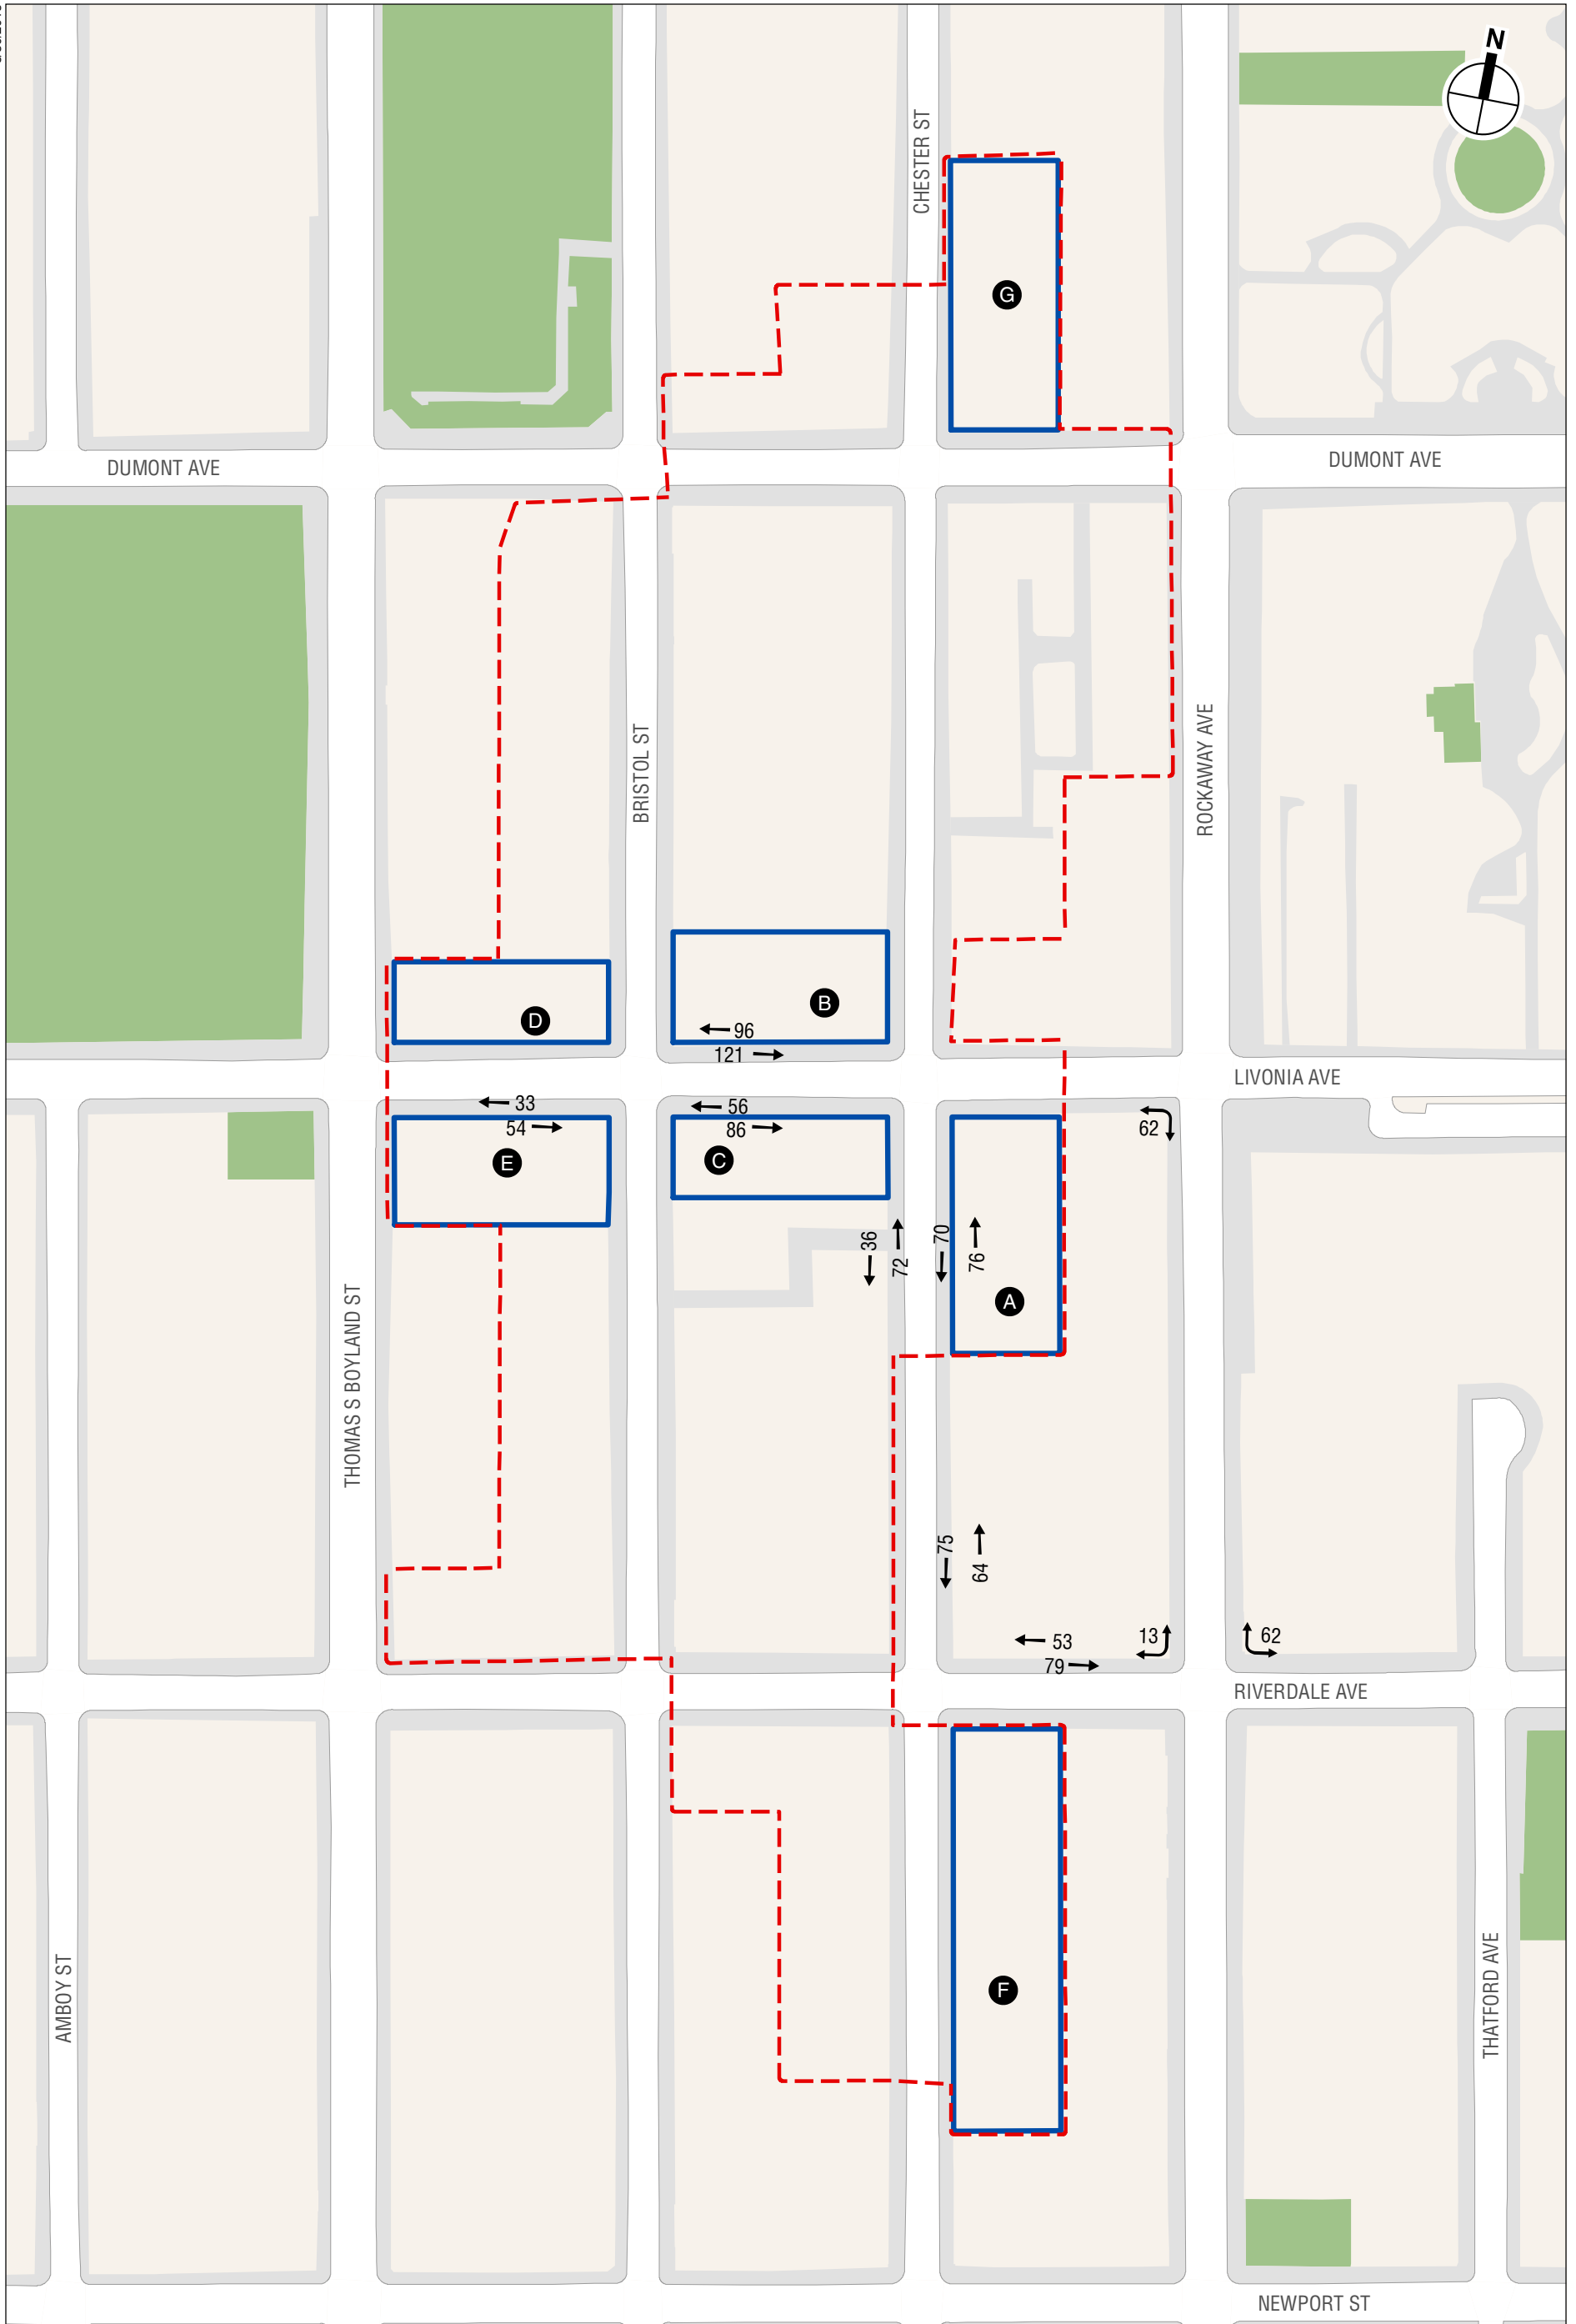 N
CHESTER ST
G
DUMONT AVE
DUMONT AVE
BRISTOL ST
ROCKAWAY AVE
D
B
96
121
LIVONIA AVE
33
54
E
56
86
C
62
36
72
70
76
A
THOMAS S BOYLAND ST
75
64
53
79
13
62
RIVERDALE AVE
AMBOY ST
F
THATFORD AVE
NEWPORT ST